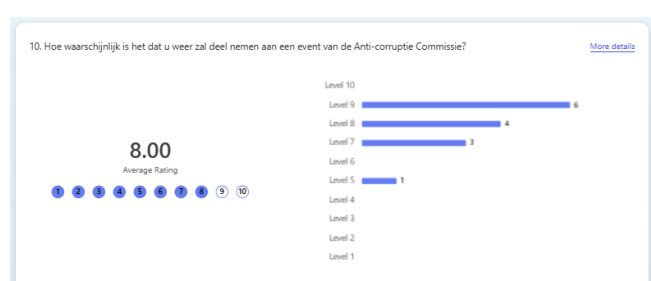 10. Hoe waarschijnlijk is het dat u weer zal deel nemen aan een event van de Anti-corruptie Commissie?
More details
8.00
Average Rating
1 2 3 4 5 6 7 8 9 10
Level 10
Level 9 6
Level 8 4
Level 7 3
Level 6
Level 5 1
Level 4
Level 3
Level 2
Level 1